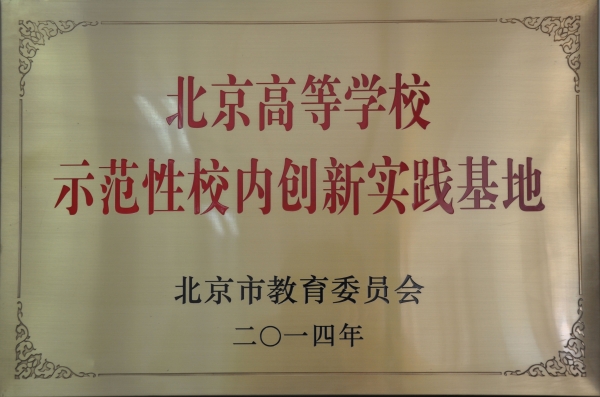 北京高等学校
示范性校内创新实践基地
北京市教育委员会
二〇一四年